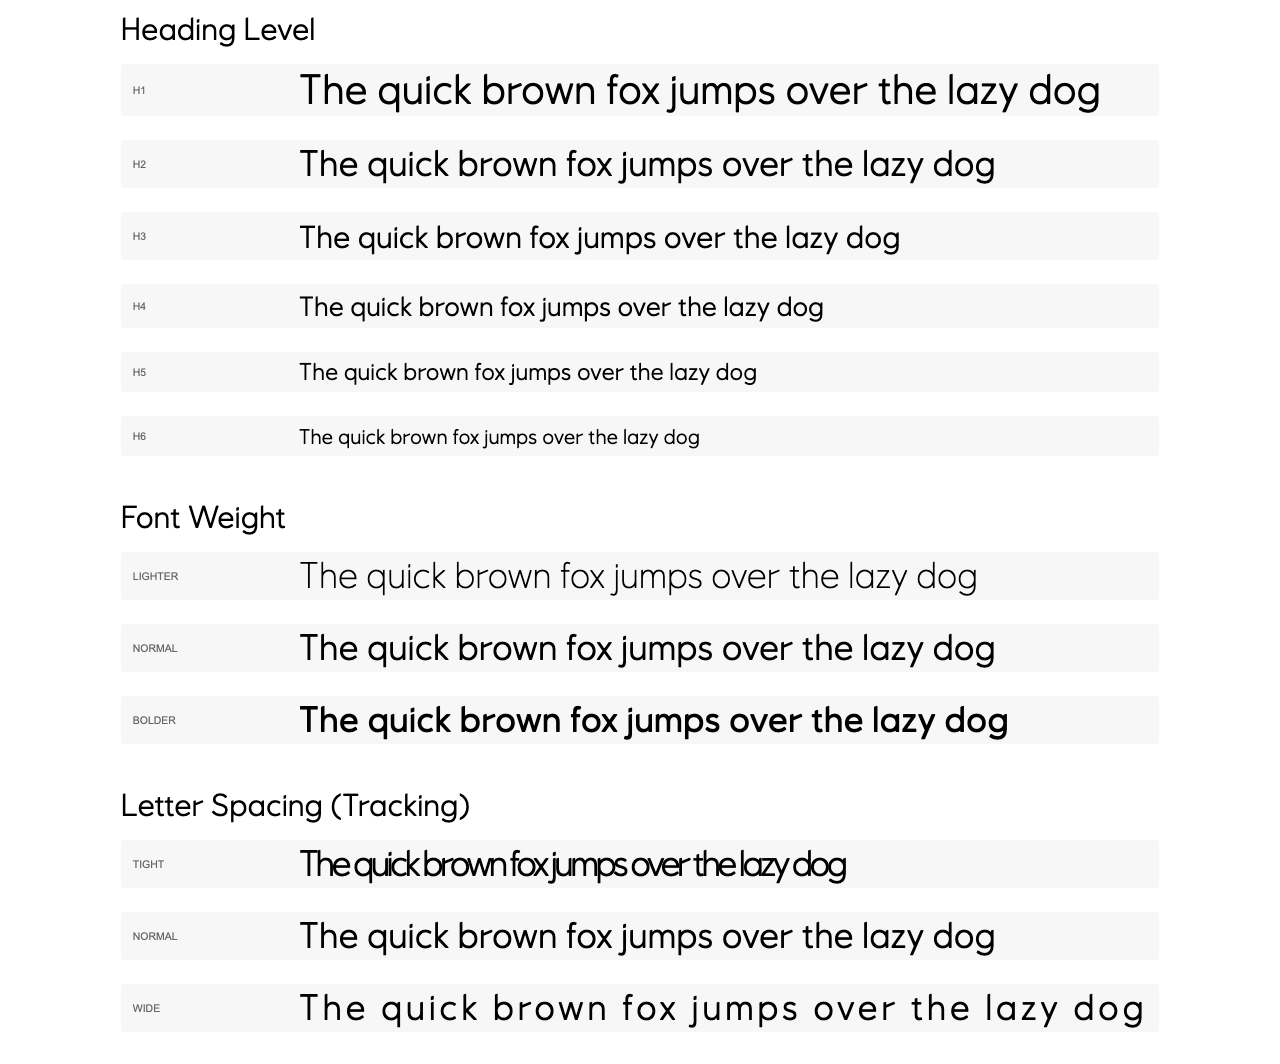 Heading Level
H1 The quick brown fox jumps over the lazy dog
H2 The quick brown fox jumps over the lazy dog
H3 The quick brown fox jumps over the lazy dog
H4 The quick brown fox jumps over the lazy dog
H5 The quick brown fox jumps over the lazy dog
H6 The quick brown fox jumps over the lazy dog
Font Weight
LIGHTER The quick brown fox jumps over the lazy dog
NORMAL The quick brown fox jumps over the lazy dog
BOLDER The quick brown fox jumps over the lazy dog
Letter Spacing (Tracking)
TIGHT The quick brown fox jumps over the lazy dog
NORMAL The quick brown fox jumps over the lazy dog
WIDE The quick brown fox jumps over the lazy dog